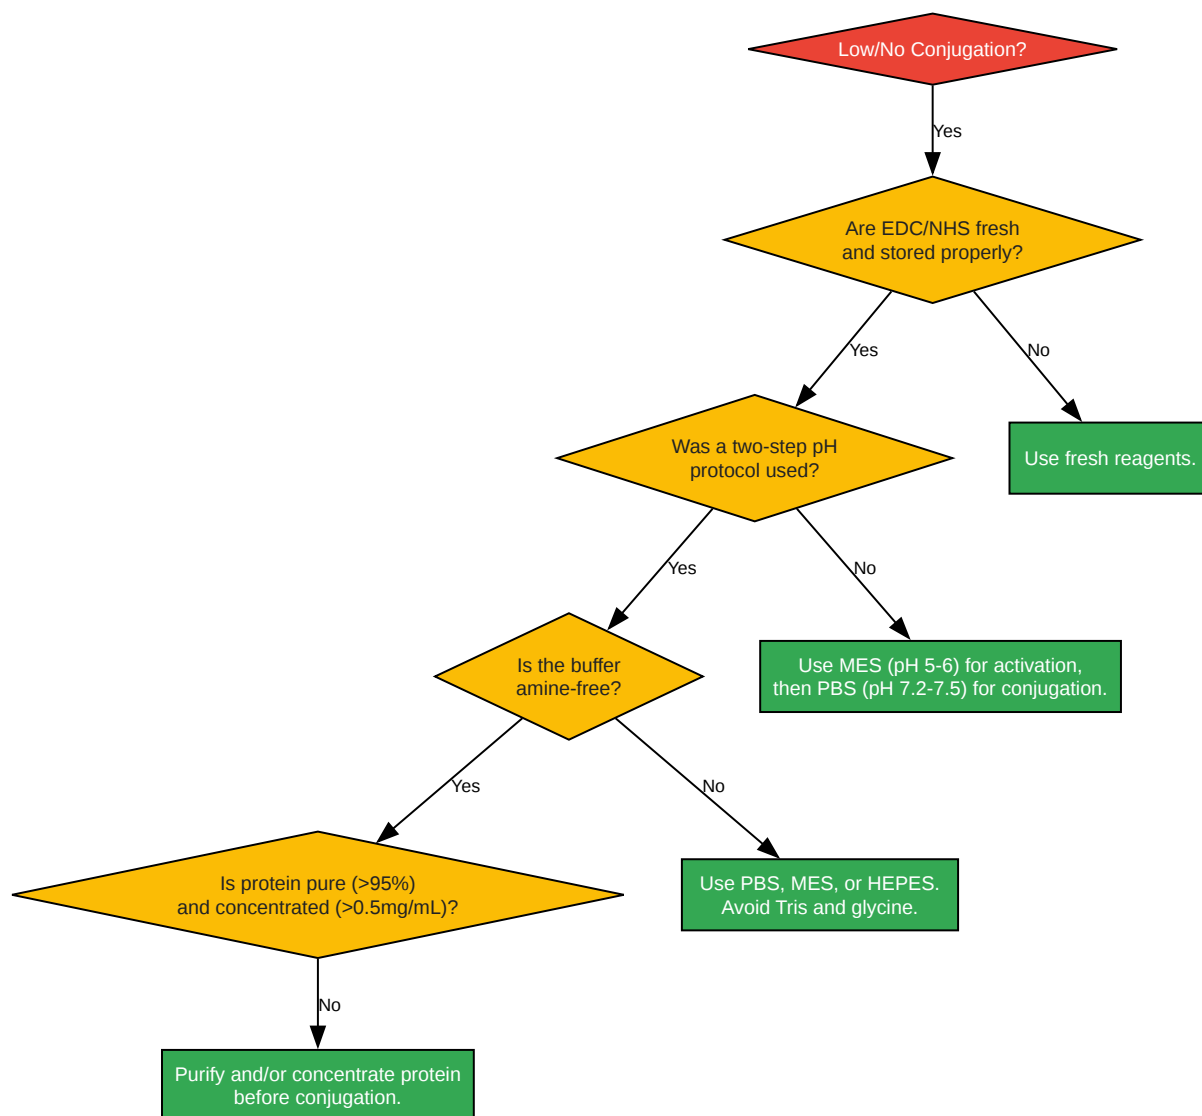 Low/No Conjugation?
Yes
Are EDC/NHS fresh
and stored properly?
Yes
No
Was a two-step pH
protocol used?
Use fresh reagents.
Yes
No
Is the buffer
amine-free?
Use MES (pH 5-6) for activation,
then PBS (pH 7.2-7.5) for conjugation.
Yes
No
Is protein pure (>95%)
and concentrated (>0.5mg/mL)?
Use PBS, MES, or HEPES.
Avoid Tris and glycine.
No
Purify and/or concentrate protein
before conjugation.